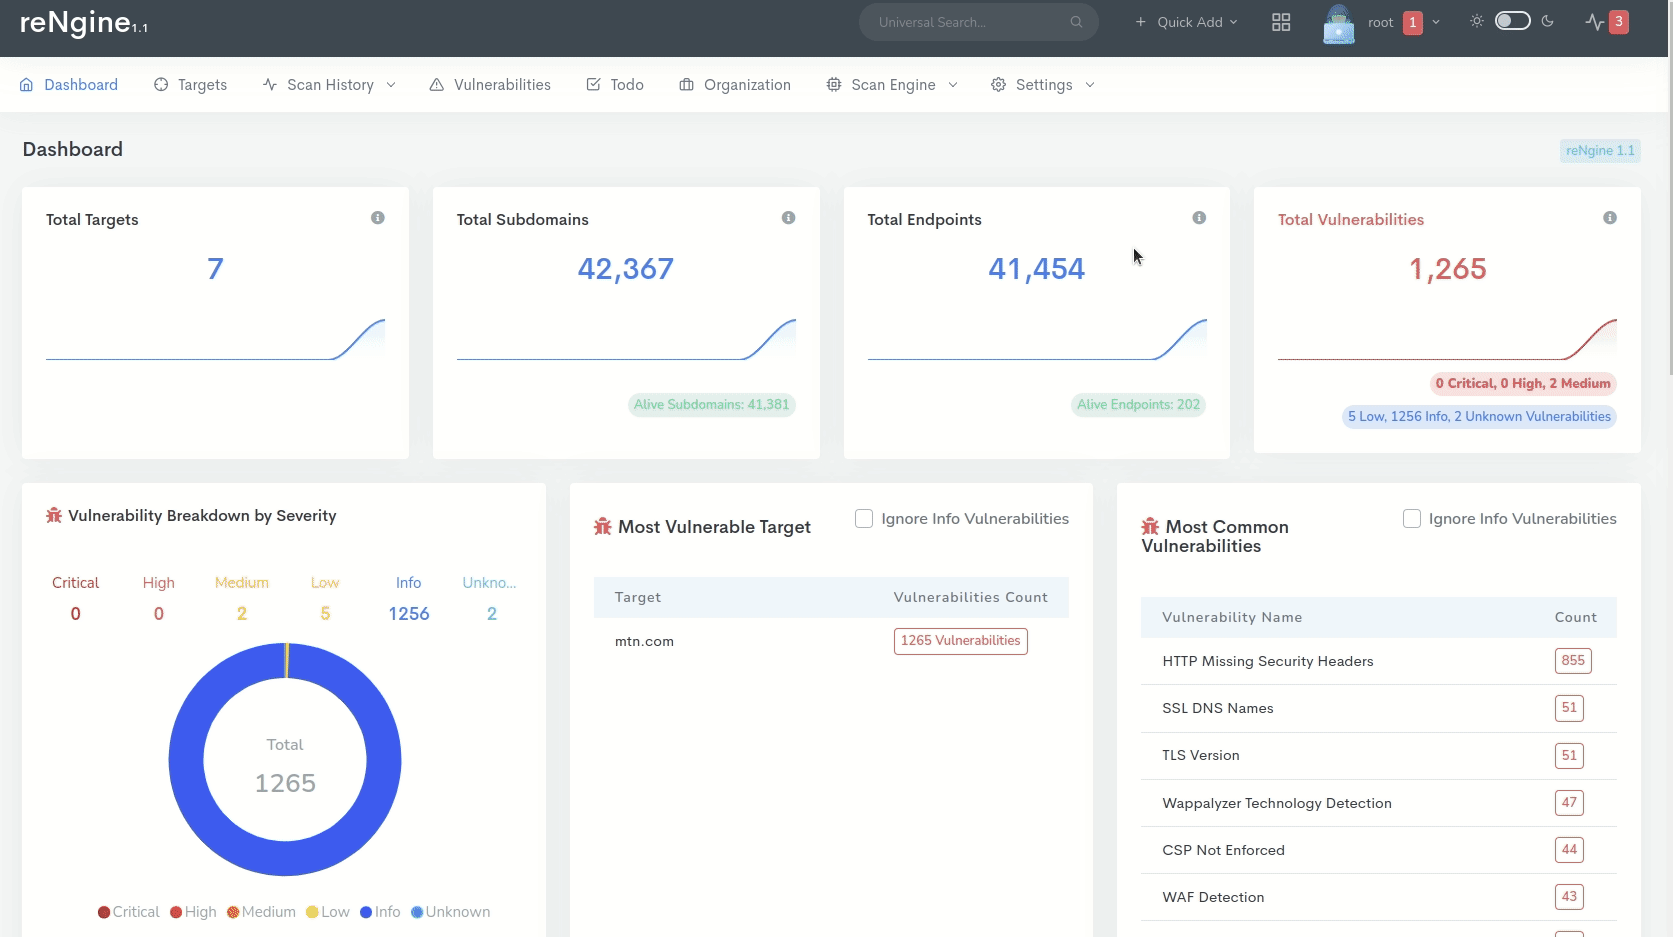 reNgine 1.1
Universal Search...
Quick Add
root 1
3
Dashboard
Targets
Scan History
Vulnerabilities
Todo
Organization
Scan Engine
Settings
Dashboard
reNgine 1.1
Total Targets
7
Total Subdomains
42,367
Alive Subdomains: 41,381
Total Endpoints
41,454
Alive Endpoints: 202
Total Vulnerabilities
1,265
0 Critical, 0 High, 2 Medium
5 Low, 1256 Info, 2 Unknown Vulnerabilities
Vulnerability Breakdown by Severity
Critical High Medium Low Info Unkno...
0 0 2 5 1256 2
Total
1265
Critical High Medium Low Info Unknown
Most Vulnerable Target
Ignore Info Vulnerabilities
Target Vulnerabilities Count
mtn.com 1265 Vulnerabilities
Most Common
Vulnerabilities
Ignore Info Vulnerabilities
Vulnerability Name Count
HTTP Missing Security Headers 855
SSL DNS Names 51
TLS Version 51
Wappalyzer Technology Detection 47
CSP Not Enforced 44
WAF Detection 43